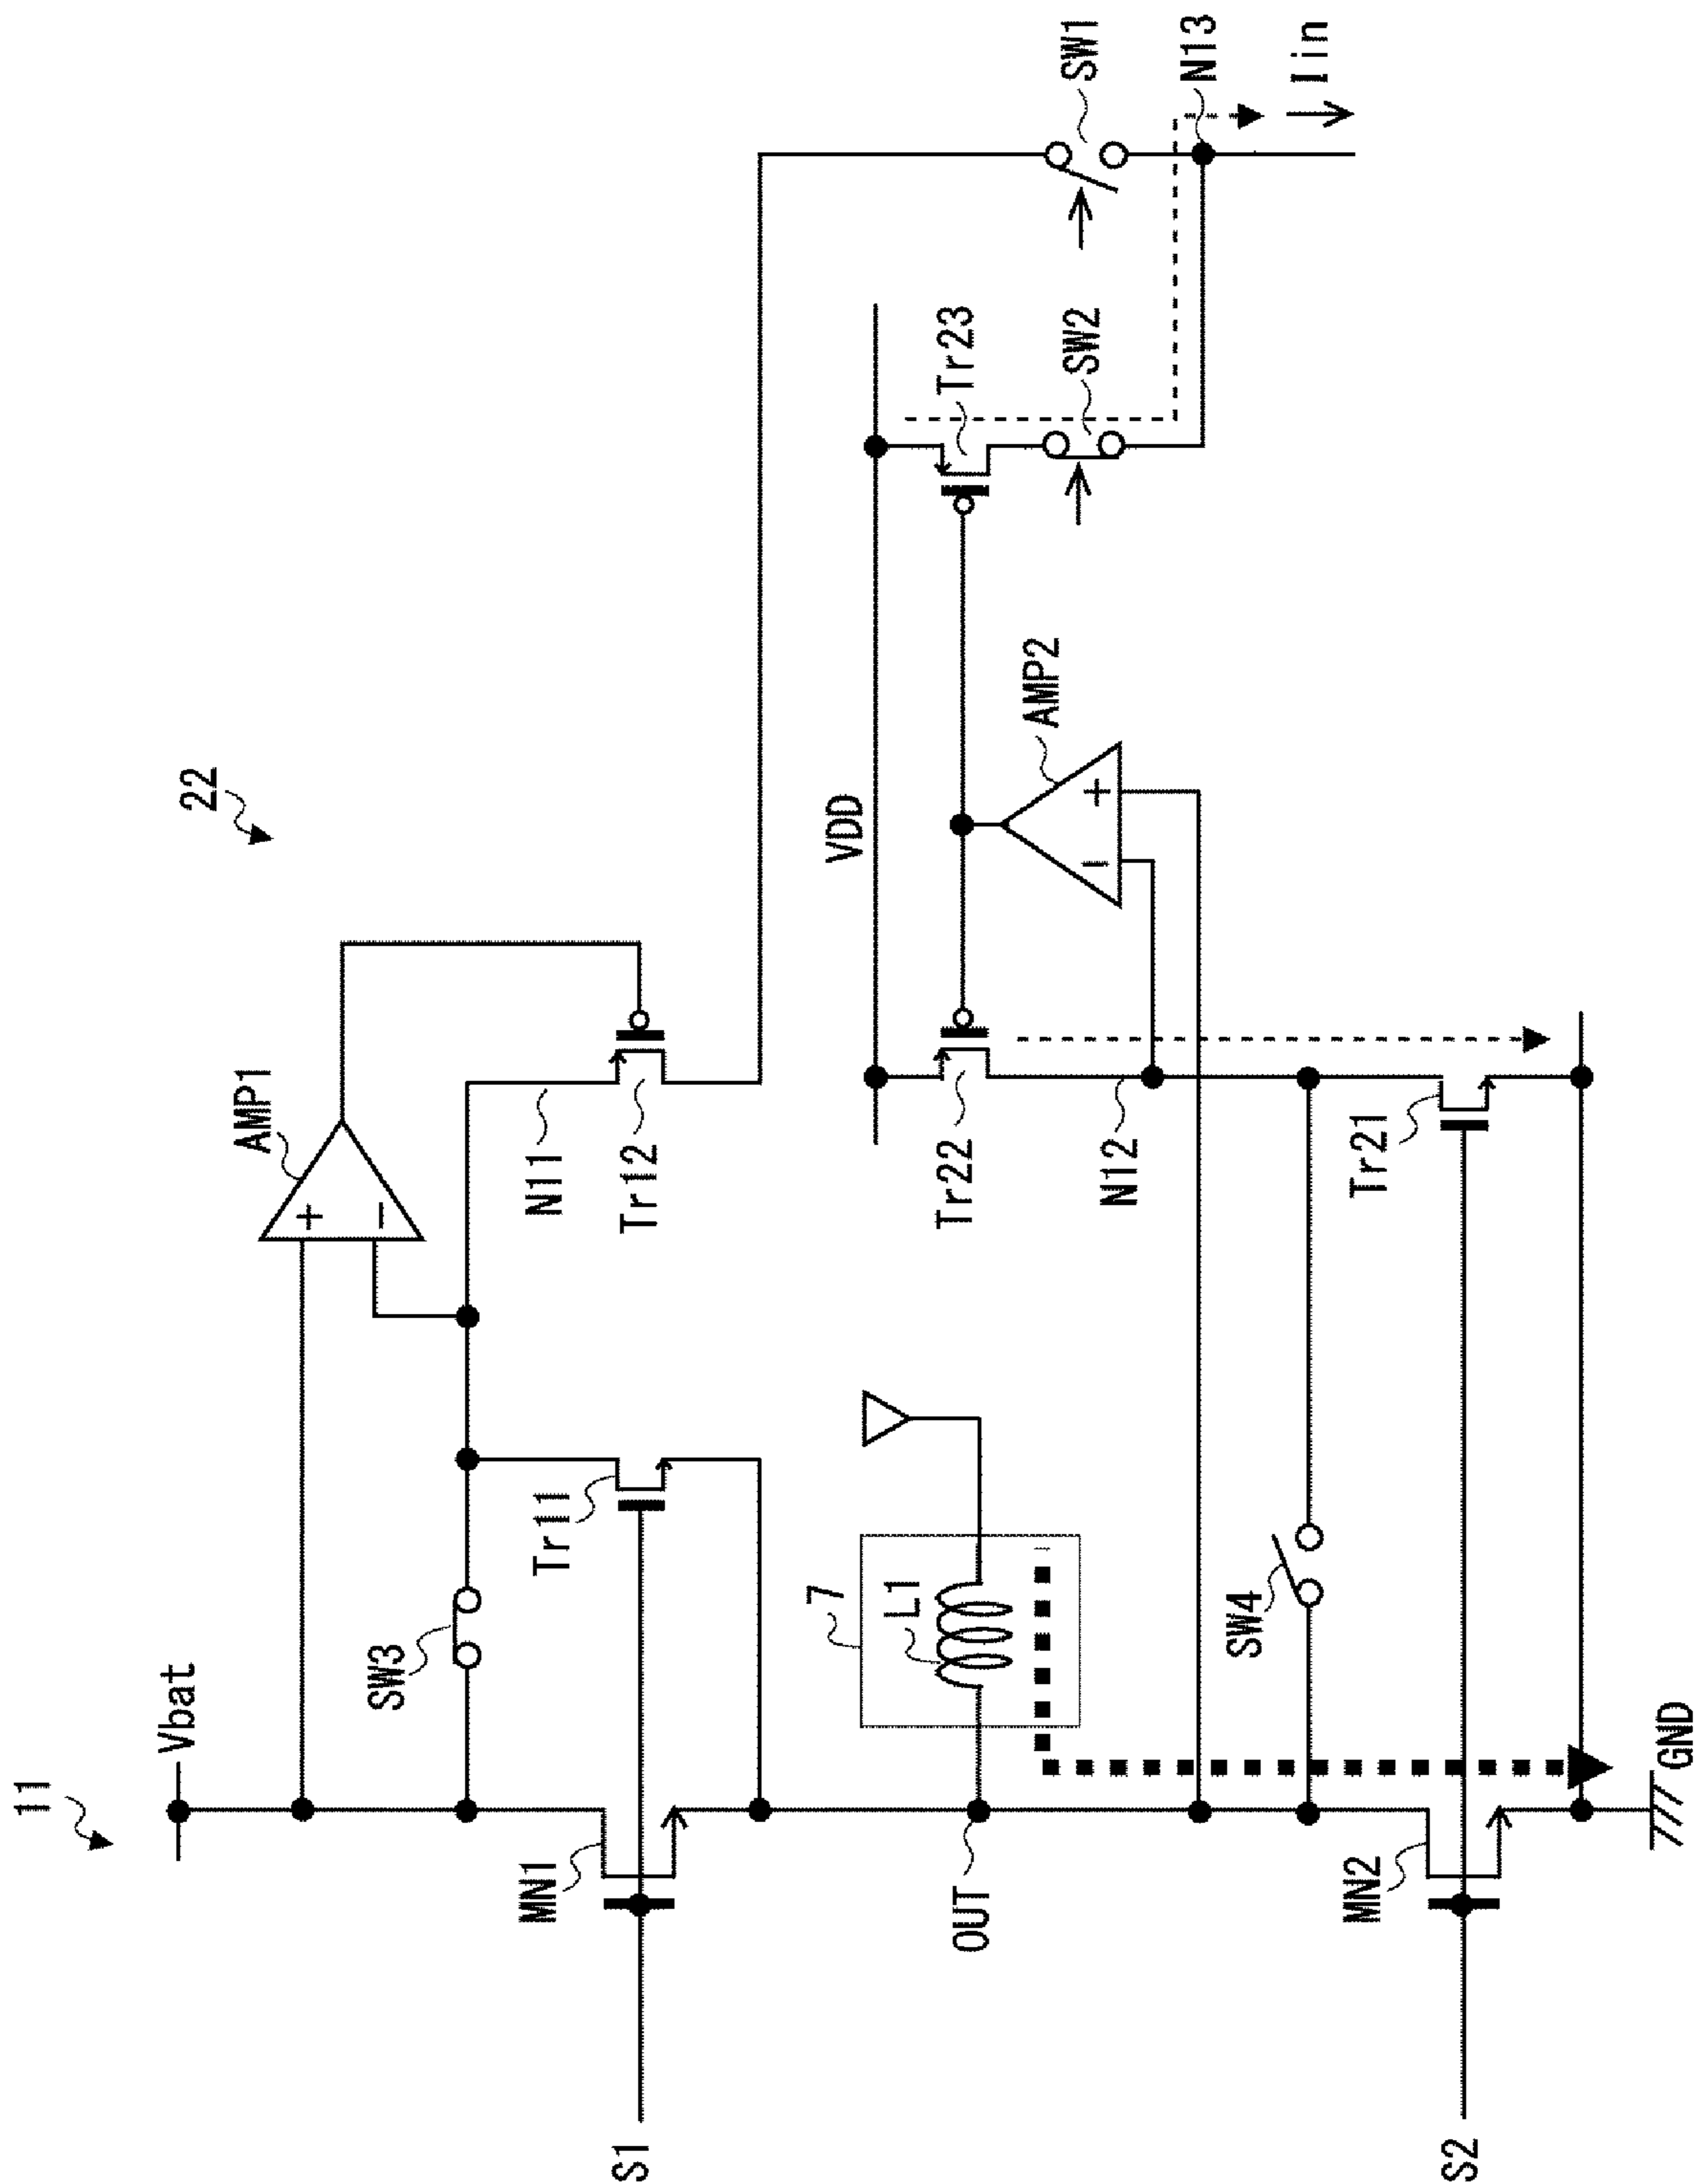 11
22
Vbat
AMP1
+
−
SW3
N11
MN1
Tr11
Tr12
S1
VDD
7
L1
OUT
Tr22
Tr23
AMP2
−
+
SW1
SW2
N12
N13
SW4
Iin
MN2
Tr21
S2
GND